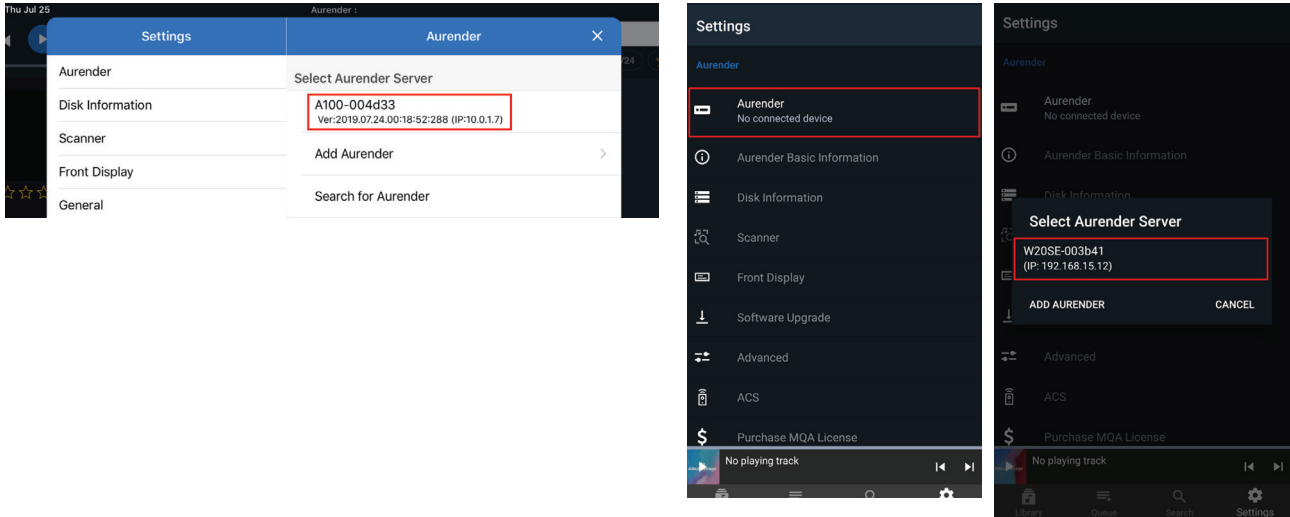 Thu Jul 25
Aurender :
Settings
Aurender
Aurender
Disk Information
Scanner
Front Display
General
Select Aurender Server
A100-004d33
Ver:2019.07.24.00:18:52:288 (IP:10.0.1.7)
Add Aurender
Search for Aurender
/24
Settings
Aurender
Aurender
No connected device
Aurender Basic Information
Disk Information
Scanner
Front Display
Software Upgrade
Advanced
ACS
Purchase MQA License
No playing track
Settings
Aurender
Aurender
No connected device
Aurender Basic Information
Disk Information
Select Aurender Server
W20SE-003b41
(IP: 192.168.15.12)
ADD AURENDER
CANCEL
Advanced
ACS
Purchase MQA License
No playing track
Library
Queue
Search
Settings